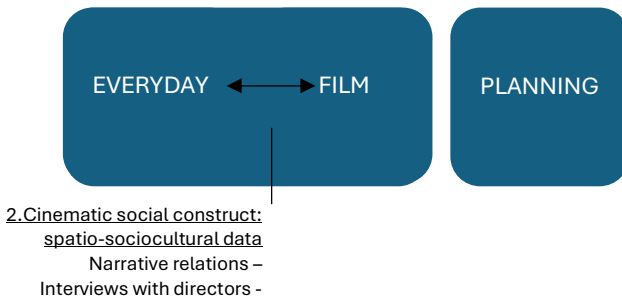 EVERYDAY FILM PLANNING
2.Cinematic social construct:
spatio-sociocultural data
Narrative relations –
Interviews with directors -